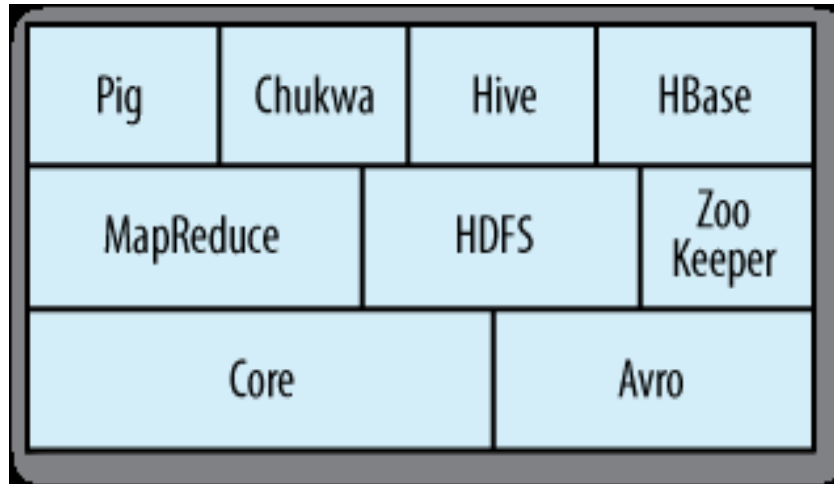 Pig
Chukwa
Hive
HBase
MapReduce
HDFS
Zoo
Keeper
Core
Avro